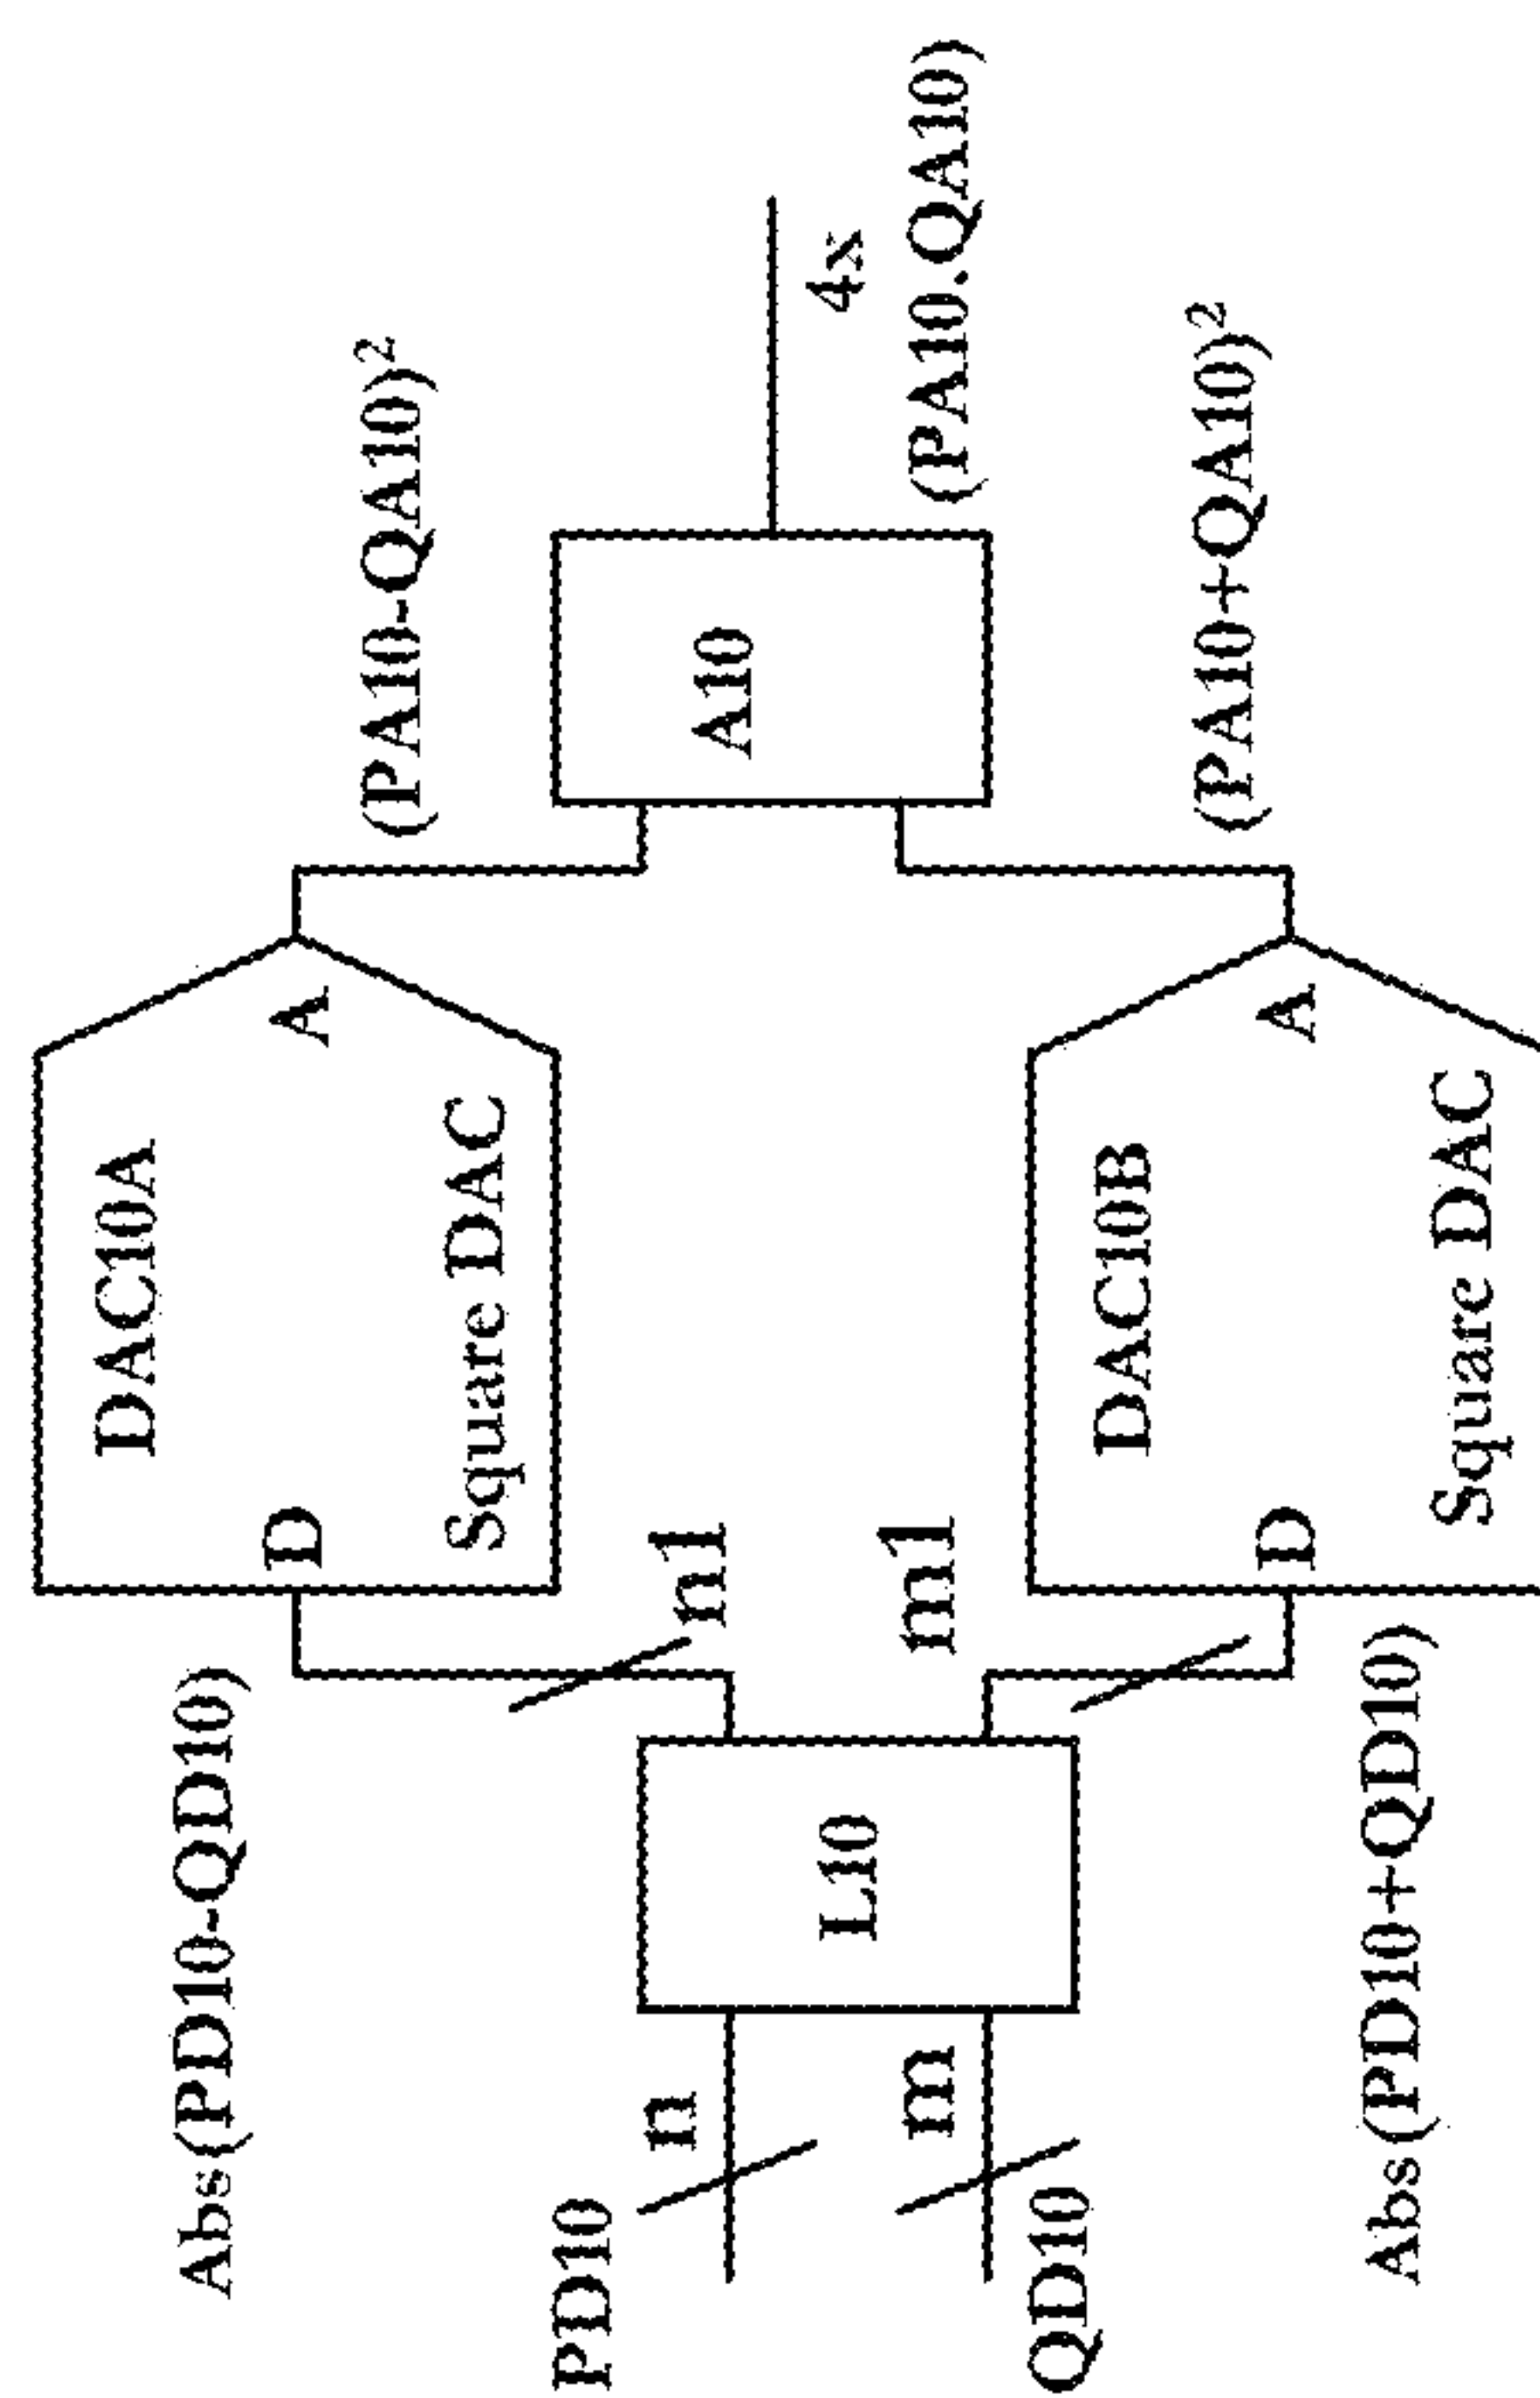 Abs(PD10-QD10)
PD10
n
m
QD10
Abs(PD10+QD10)
L10
n1
m1
DAC10A
D
A
Square DAC
DAC10B
D
A
Square DAC
(PA10-QA10)²
A10
(PA10+QA10)²
4x
(PA10.QA10)